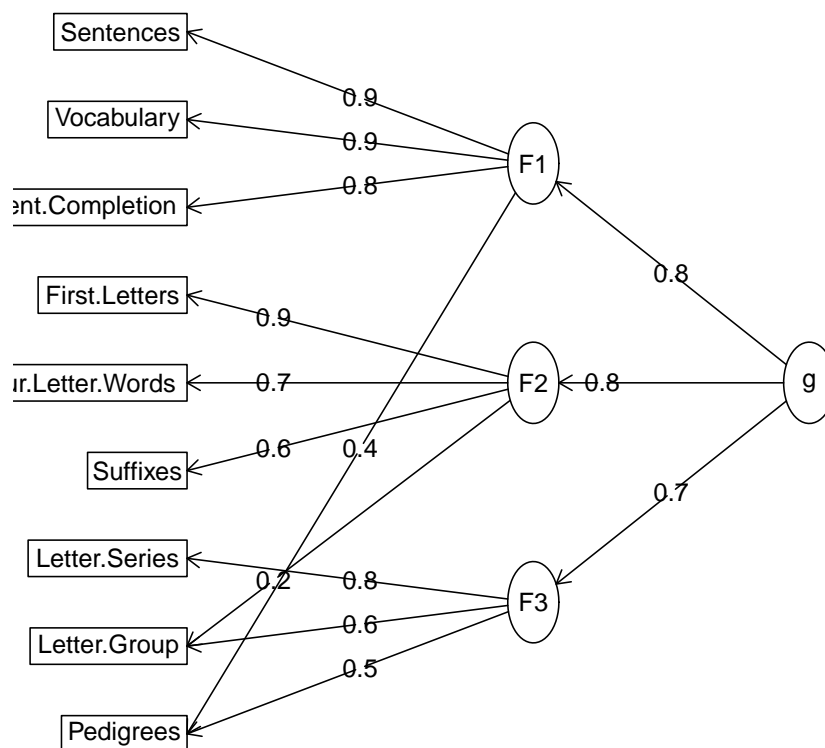 Sentences
0.9
Vocabulary
0.9
F1
0.8
ent.Completion
0.8
First.Letters
0.9
ur.Letter.Words
0.7
F2
0.8
g
Suffixes
0.6
0.4
0.7
Letter.Series
0.2
0.8
F3
Letter.Group
0.6
0.5
Pedigrees